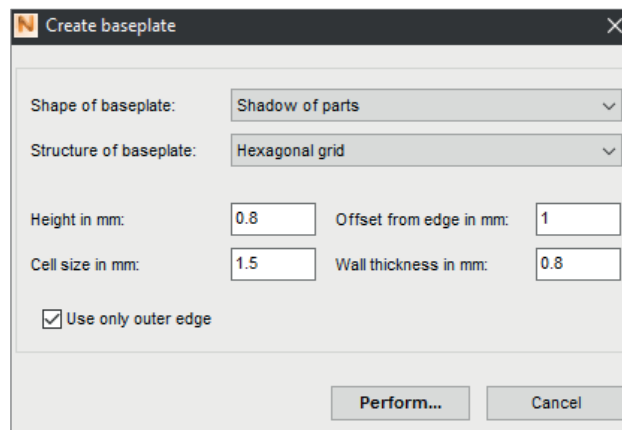 N Create baseplate
Shape of baseplate: Shadow of parts
Structure of baseplate: Hexagonal grid
Height in mm: 0.8 Offset from edge in mm: 1
Cell size in mm: 1.5 Wall thickness in mm: 0.8
Use only outer edge
Perform... Cancel